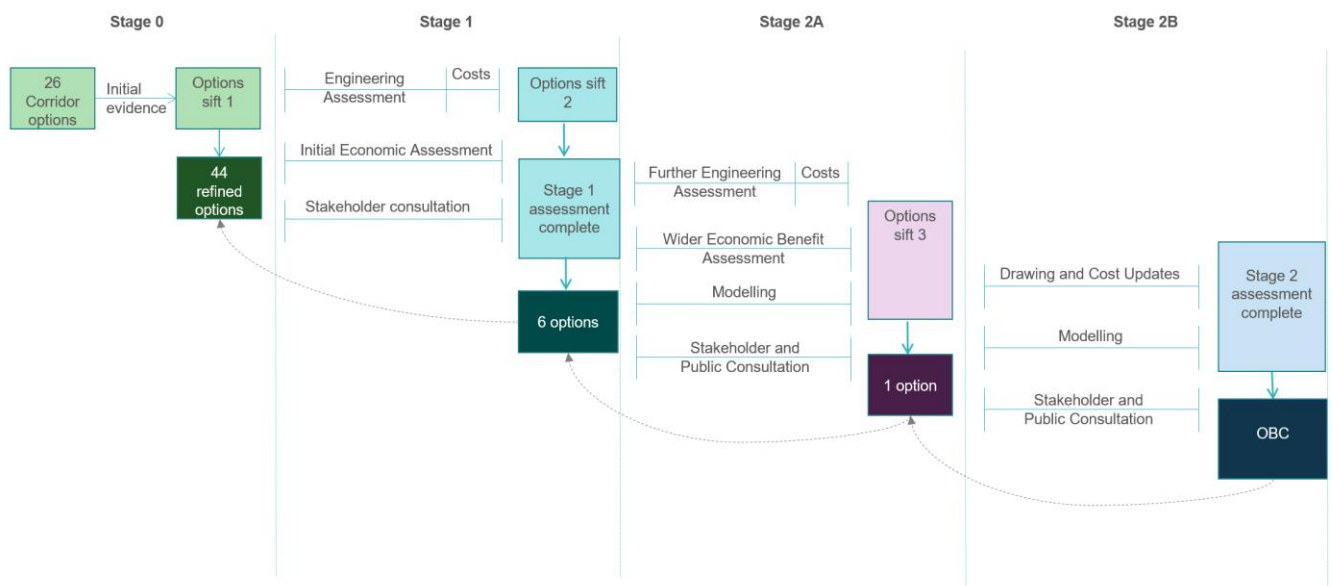 Stage 0
Stage 1
Stage 2A
Stage 2B
26
Corridor
options
Initial
evidence
Options
sift 1
44
refined
options
Engineering
Assessment
Costs
Initial Economic Assessment
Stakeholder consultation
Options sift
2
Stage 1
assessment
complete
6 options
Further Engineering
Assessment
Costs
Wider Economic Benefit
Assessment
Modelling
Stakeholder and
Public Consultation
Options
sift 3
1 option
Drawing and Cost Updates
Modelling
Stakeholder and
Public Consultation
Stage 2
assessment
complete
OBC